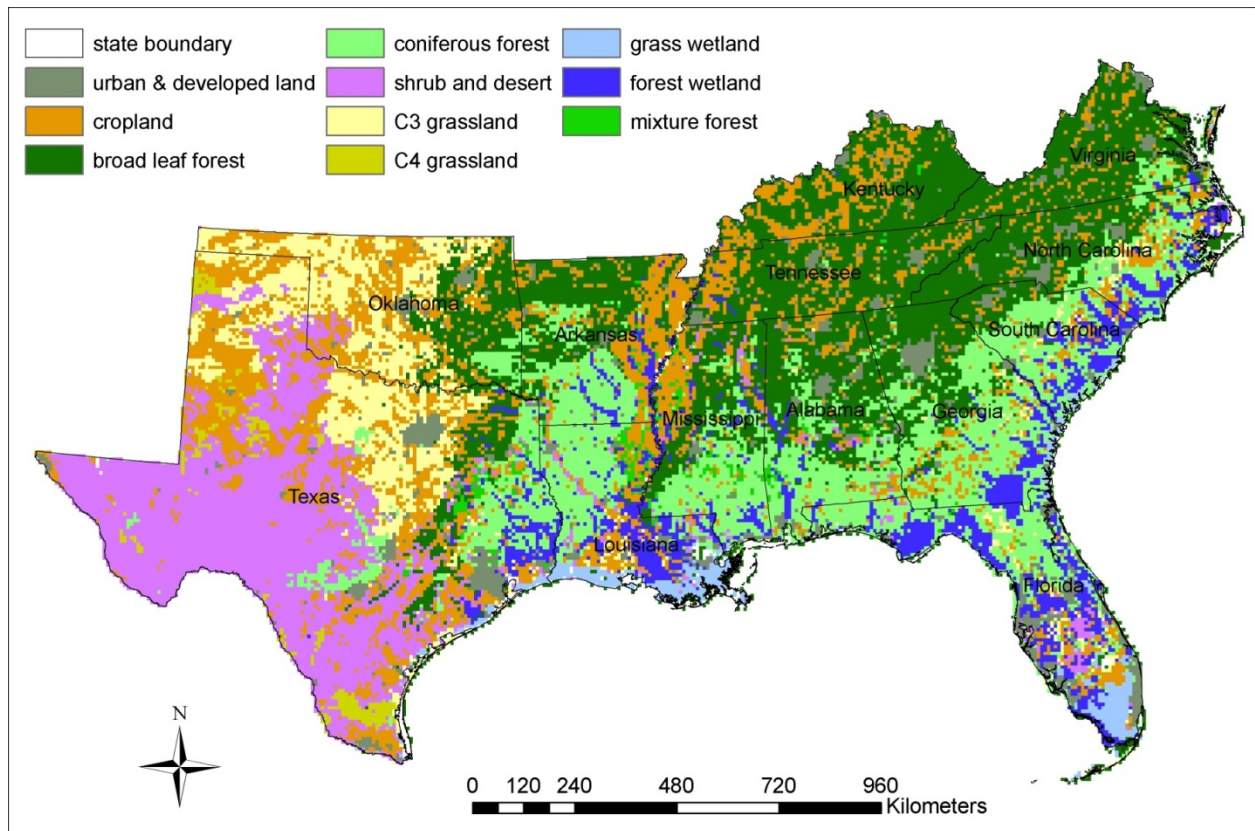 state boundary
urban & developed land
cropland
broad leaf forest
coniferous forest
shrub and desert
C3 grassland
C4 grassland
grass wetland
forest wetland
mixture forest
Virginia
Kentucky
North Carolina
Tennessee
Oklahoma
Arkansas
South Carolina
Mississippi
Alabama
Georgia
Texas
Louisiana
Florida
N
0 120 240 480 720 960
Kilometers